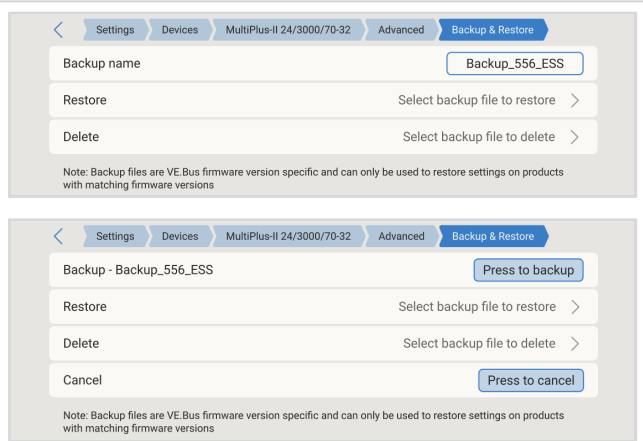 Settings Devices MultiPlus-II 24/3000/70-32 Advanced Backup & Restore
Backup name Backup_556_ESS
Restore Select backup file to restore
Delete Select backup file to delete
Note: Backup files are VE.Bus firmware version specific and can only be used to restore settings on products
with matching firmware versions
Settings Devices MultiPlus-II 24/3000/70-32 Advanced Backup & Restore
Backup - Backup_556_ESS Press to backup
Restore Select backup file to restore
Delete Select backup file to delete
Cancel Press to cancel
Note: Backup files are VE.Bus firmware version specific and can only be used to restore settings on products
with matching firmware versions